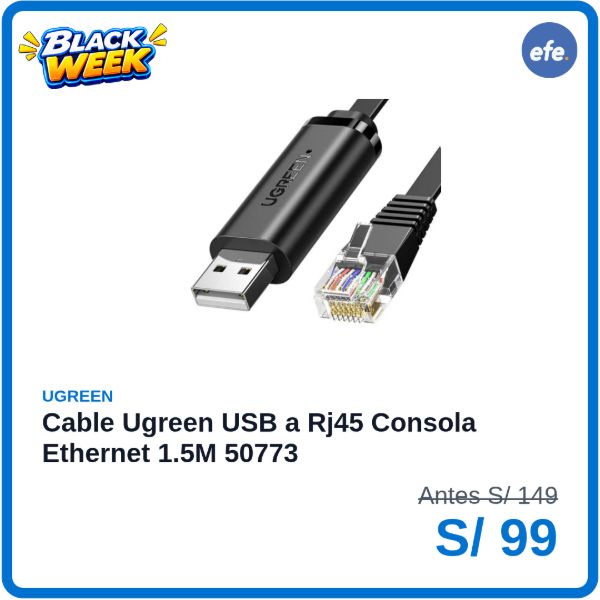 BLACK
WEEK
efe.
UGREEN
UGREEN
Cable Ugreen USB a Rj45 Consola
Ethernet 1.5M 50773
Antes S/ 149
S/ 99